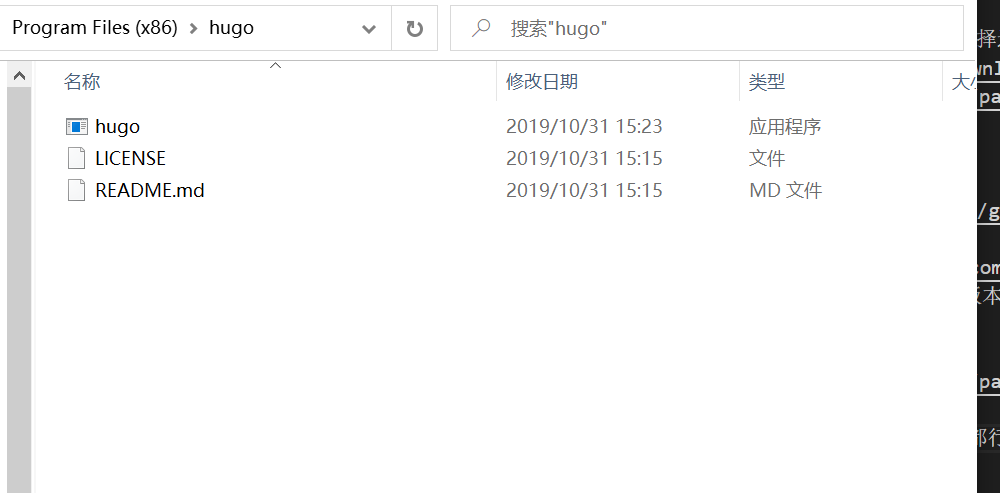 Program Files (x86) > hugo
搜索"hugo"
名称 修改日期 类型 大小
hugo 2019/10/31 15:23 应用程序
LICENSE 2019/10/31 15:15 文件
README.md 2019/10/31 15:15 MD 文件
择
wnl
pa
/g
com
版本
pa
部行